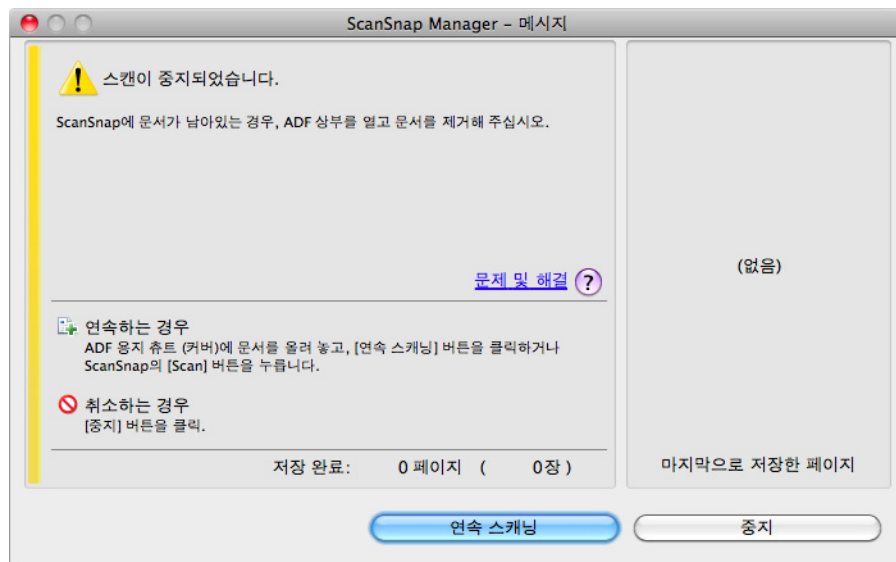 ScanSnap Manager – 메시지
스캔이 중지되었습니다.
ScanSnap에 문서가 남아있는 경우, ADF 상부를 열고 문서를 제거해 주십시오.
문제 및 해결 ?
연속하는 경우
ADF 용지 츄트 (커버)에 문서를 올려 놓고, [연속 스캐닝] 버튼을 클릭하거나
ScanSnap의 [Scan] 버튼을 누릅니다.
취소하는 경우
[중지] 버튼을 클릭.
저장 완료: 0 페이지 ( 0장 )
(없음)
마지막으로 저장한 페이지
연속 스캐닝
중지